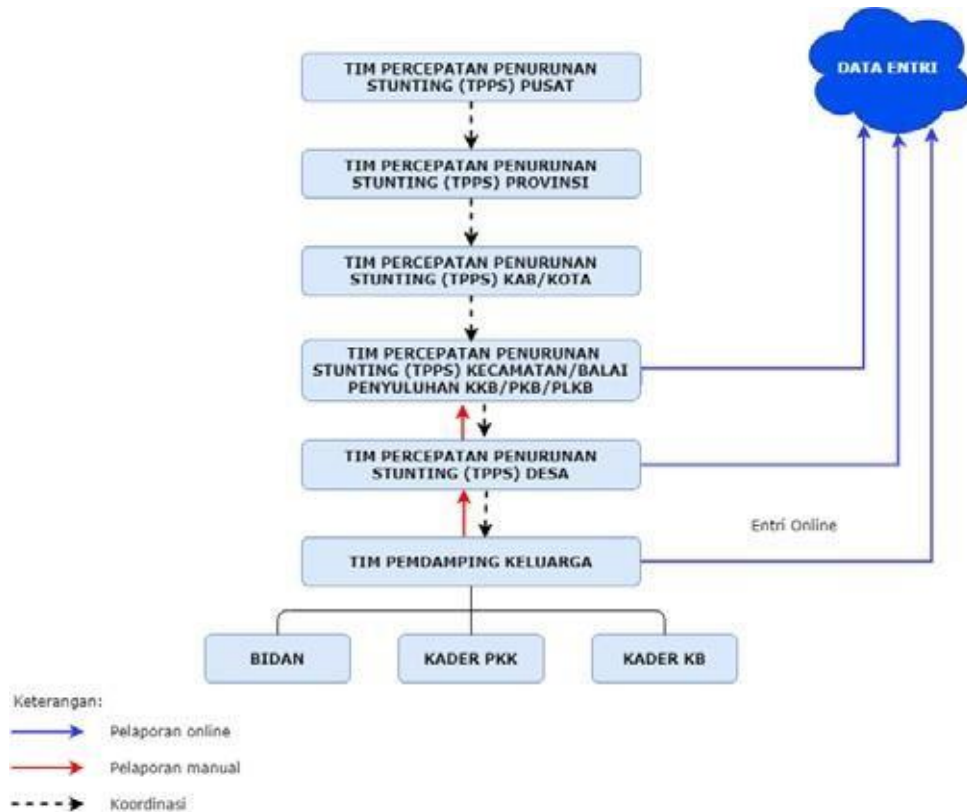 TIM PERCEPATAN PENURUNAN
STUNTING (TPPS) PUSAT
DATA ENTRI
TIM PERCEPATAN PENURUNAN
STUNTING (TPPS) PROVINSI
TIM PERCEPATAN PENURUNAN
STUNTING (TPPS) KAB/KOTA
TIM PERCEPATAN PENURUNAN
STUNTING (TPPS) KECAMATAN/BALAI
PENYULUHAN KKB/PKB/PLKB
TIM PERCEPATAN PENURUNAN
STUNTING (TPPS) DESA
Entri Online
TIM PEMDAMPING KELUARGA
BIDAN
KADER PKK
KADER KB
Keterangan:
Pelaporan online
Pelaporan manual
Koordinasi